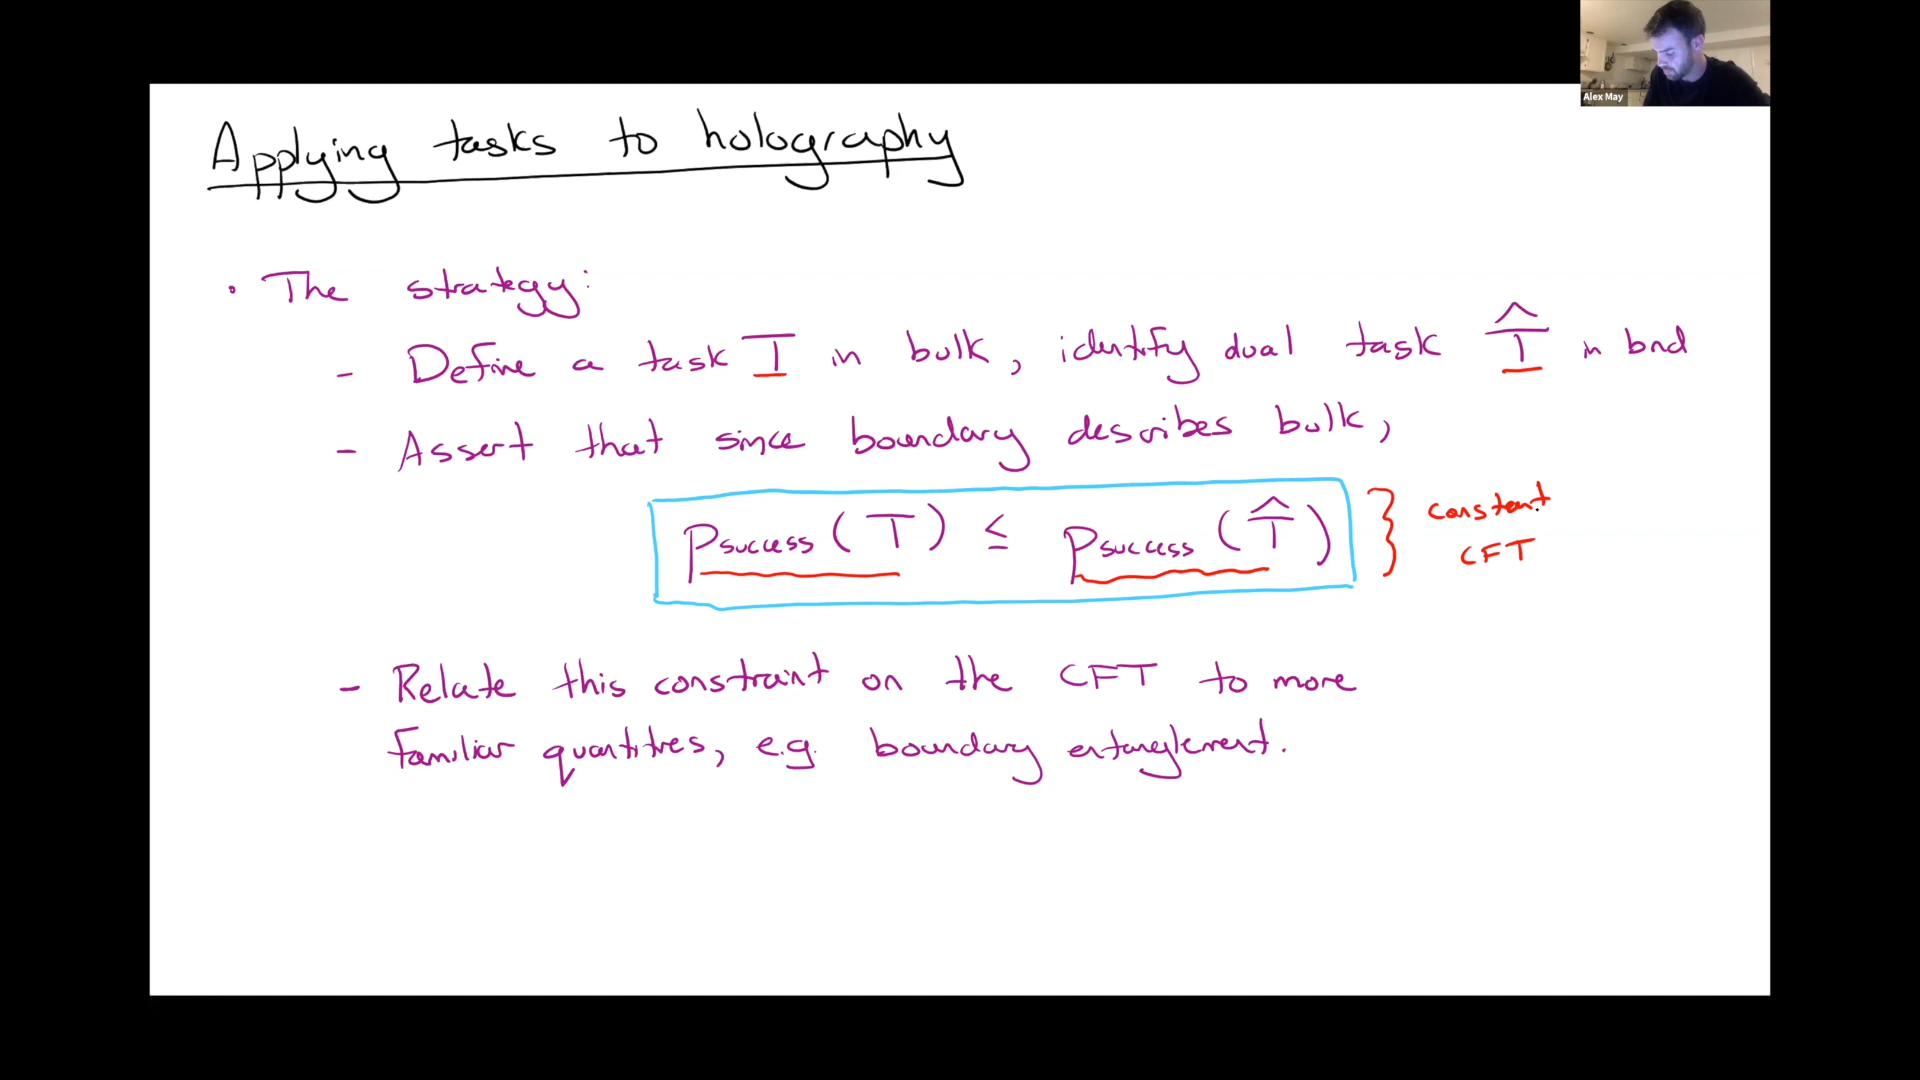 Alex May
Applying tasks to holography
• The strategy:
- Define a task T in bulk, identify dual task T̂ in bnd
- Assert that since boundary describes bulk,
Psuccess (T) ≤ Psuccess (T̂) } constant
CFT
- Relate this constraint on the CFT to more
familiar quantities, e.g. boundary entanglement.